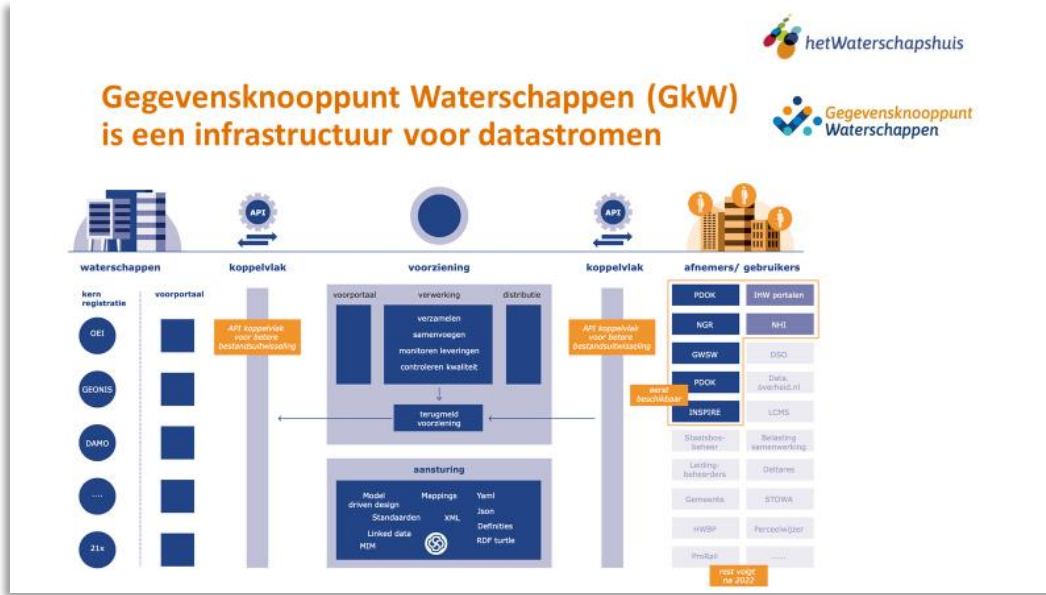 hetWaterschapshuis
Gegevensknooppunt Waterschappen (GkW)
is een infrastructuur voor datastromen
Gegevensknooppunt
Waterschappen
API
API
waterschappen
koppelvlak
voorziening
koppelvlak
afnemers/ gebruikers
kern
registratie
voorportaal
OEI
GEONIS
DAMO
....
21x
API koppelvlak
voor betere
bestandsuitwisseling
voorportaal
verwerking
distributie
verzamelen
samenvoegen
monitoren leveringen
controleren kwaliteit
terugmeld
voorziening
aansturing
Model
driven design
Mappings
Yaml
Standaarden
XML
Json
Linked data
Definities
MIM
RDF turtle
API koppelvlak
voor betere
bestandsuitwisseling
PDOK
IHW portalen
NGR
NHI
GWSW
DSO
PDOK
Data.
overheid.nl
eerst
beschikbaar
INSPIRE
LCMS
Staatsbos-
beheer
Belasting
samenwerking
Leiding-
beheerders
Deltares
Gemeente
STOWA
HWBP
Perceelwijzer
ProRail
......
rest volgt
na 2022